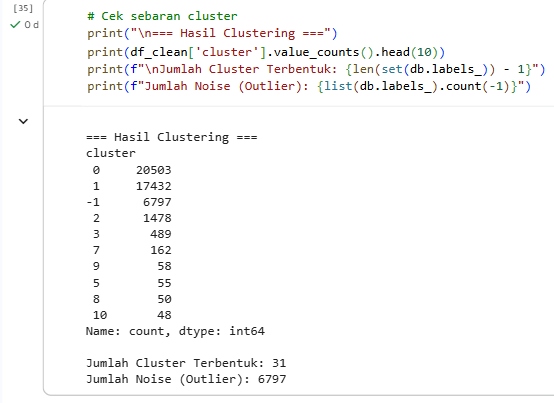 [35]
0 d
# Cek sebaran cluster
print("\n=== Hasil Clustering ===")
print(df_clean['cluster'].value_counts().head(10))
print(f"\nJumlah Cluster Terbentuk: {len(set(db.labels_)) - 1}")
print(f"Jumlah Noise (Outlier): {list(db.labels_).count(-1)}")
=== Hasil Clustering ===
cluster
0 20503
1 17432
-1 6797
2 1478
3 489
7 162
9 58
5 55
8 50
10 48
Name: count, dtype: int64
Jumlah Cluster Terbentuk: 31
Jumlah Noise (Outlier): 6797